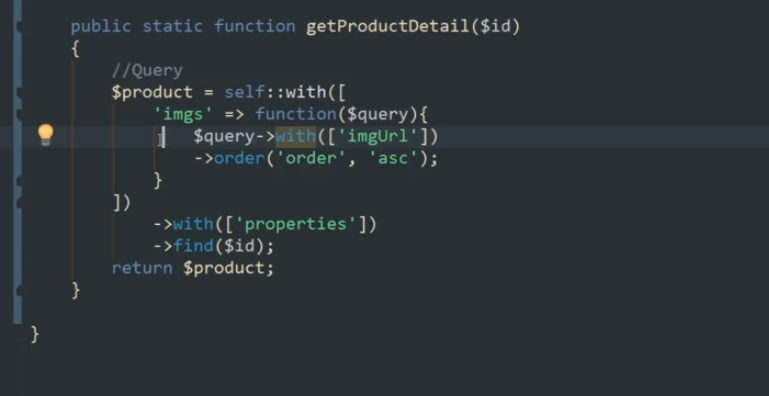 public static function getProductDetail($id)
{
//Query
$product = self::with([
'imgs' => function($query){
$query->with(['imgUrl'])
->order('order', 'asc');
}
])
->with(['properties'])
->find($id);
return $product;
}
}